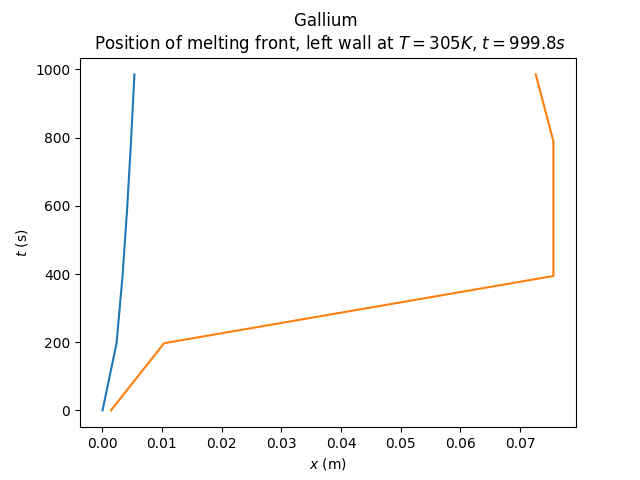 Gallium
Position of melting front, left wall at T = 305K, t = 999.8s
1000
800
600
400
200
0
t (s)
0.00 0.01 0.02 0.03 0.04 0.05 0.06 0.07
x (m)